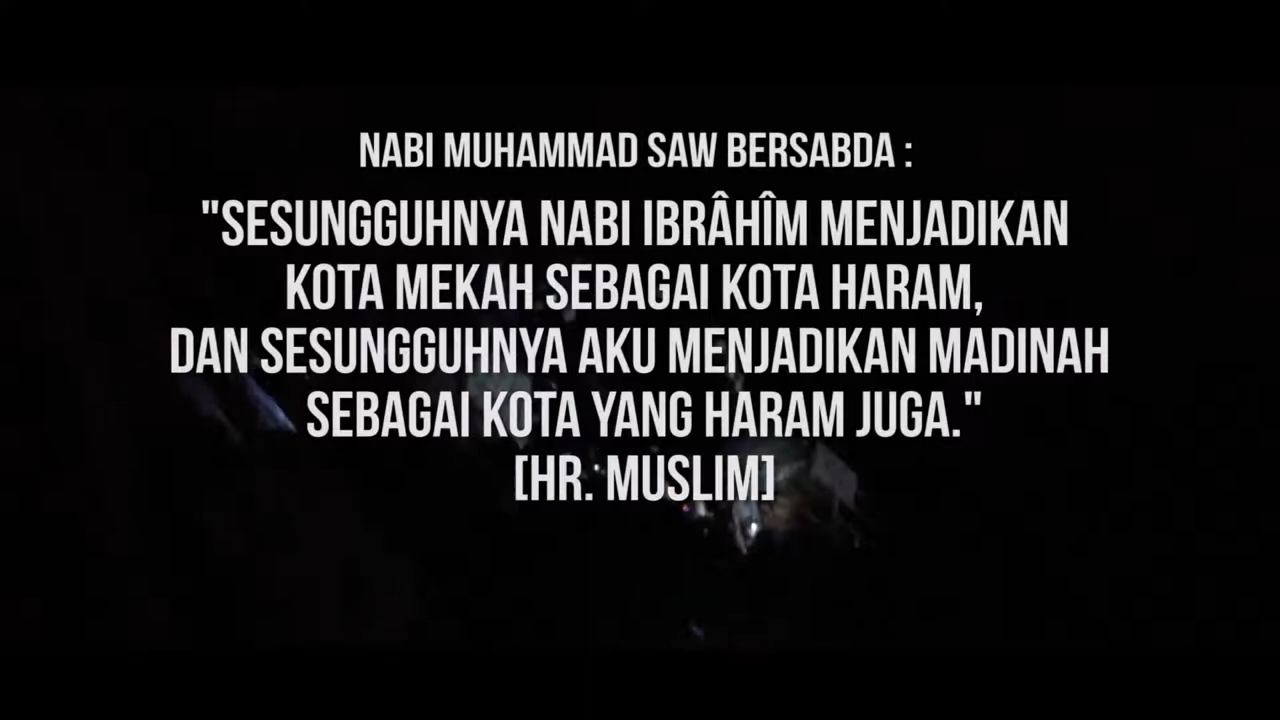 NABI MUHAMMAD SAW BERSABDA :
"SESUNGGUHNYA NABI IBRÂHÎM MENJADIKAN
KOTA MEKAH SEBAGAI KOTA HARAM,
DAN SESUNGGUHNYA AKU MENJADIKAN MADINAH
SEBAGAI KOTA YANG HARAM JUGA."
[HR. MUSLIM]